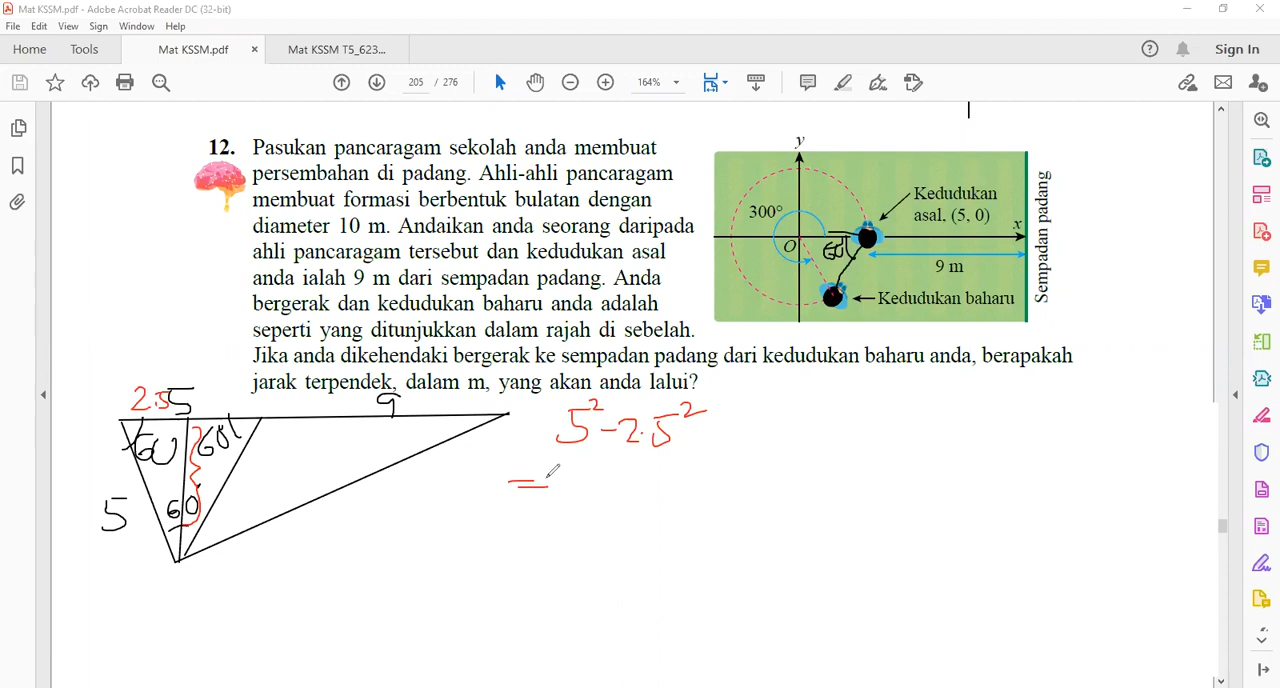 Mat KSSM.pdf - Adobe Acrobat Reader DC (32-bit)
File Edit View Sign Window Help
Home Tools Mat KSSM.pdf × Mat KSSM T5_623... Sign In
205 / 276 164%
12. Pasukan pancaragam sekolah anda membuat
persembahan di padang. Ahli-ahli pancaragam
membuat formasi berbentuk bulatan dengan
diameter 10 m. Andaikan anda seorang daripada
ahli pancaragam tersebut dan kedudukan asal
anda ialah 9 m dari sempadan padang. Anda
bergerak dan kedudukan baharu anda adalah
seperti yang ditunjukkan dalam rajah di sebelah.
Jika anda dikehendaki bergerak ke sempadan padang dari kedudukan baharu anda, berapakah
jarak terpendek, dalam m, yang akan anda lalui?
y
300°
Kedudukan
asal, (5, 0)
x
O
60
9 m
Kedudukan baharu
Sempadan padang
2.5 5 9
60 60
5
60
5² - 2.5²
=